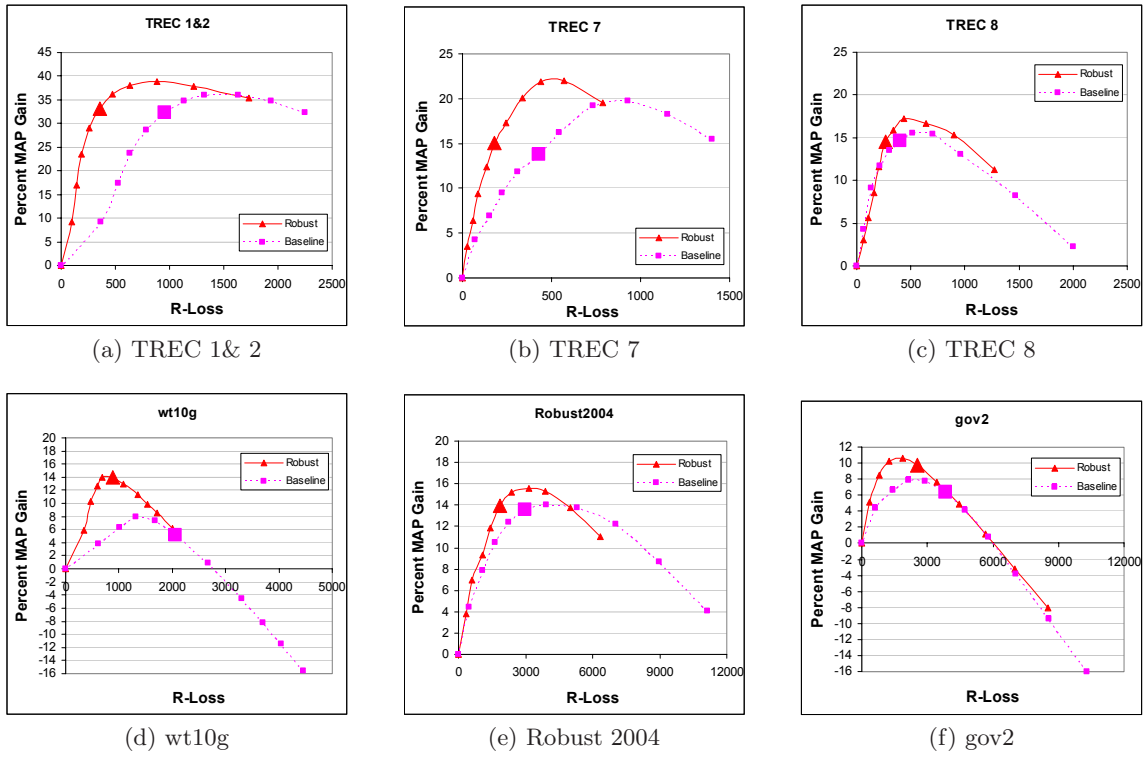 TREC 1&2
Percent MAP Gain
45
40
35
30
25
20
15
10
5
0
0 500 1000 1500 2000 2500
R-Loss
Robust
Baseline
(a) TREC 1& 2
TREC 7
Percent MAP Gain
25
20
15
10
5
0
0 500 1000 1500
R-Loss
Robust
Baseline
(b) TREC 7
TREC 8
Percent MAP Gain
25
20
15
10
5
0
0 500 1000 1500 2000 2500
R-Loss
Robust
Baseline
(c) TREC 8
wt10g
Percent MAP Gain
20
18
16
14
12
10
8
6
4
2
0
-2
-4
-6
-8
-10
-12
-14
-16
0 1000 2000 3000 4000 5000
R-Loss
Robust
Baseline
(d) wt10g
Robust2004
Percent MAP Gain
20
18
16
14
12
10
8
6
4
2
0
0 3000 6000 9000 12000
R-Loss
Robust
Baseline
(e) Robust 2004
gov2
Percent MAP Gain
12
10
8
6
4
2
0
-2
-4
-6
-8
-10
-12
-14
-16
0 3000 6000 9000 12000
R-Loss
Robust
Baseline
(f) gov2